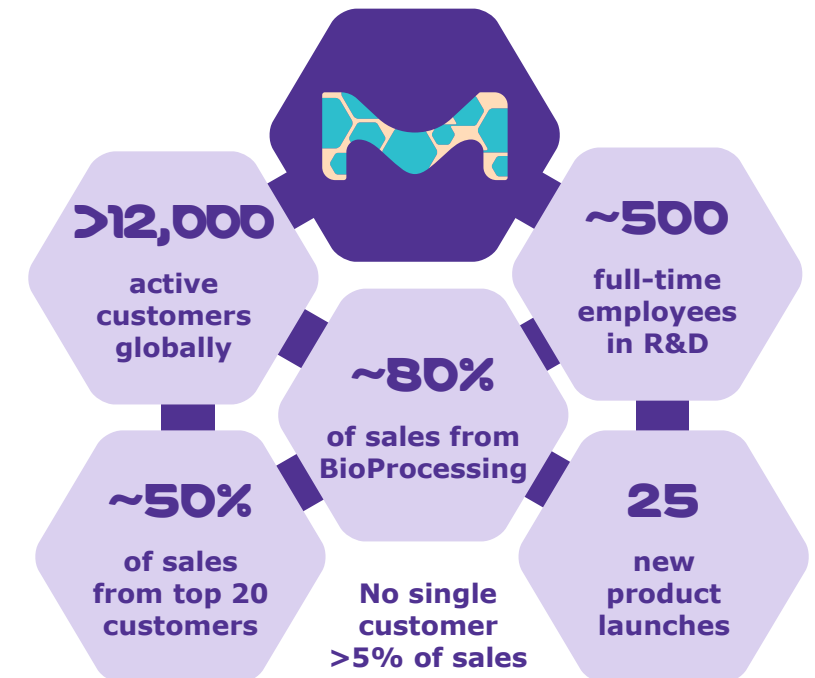 >12,000
active
customers
globally
~500
full-time
employees
in R&D
~80%
of sales from
BioProcessing
~50%
of sales
from top 20
customers
No single
customer
>5% of sales
25
new
product
launches